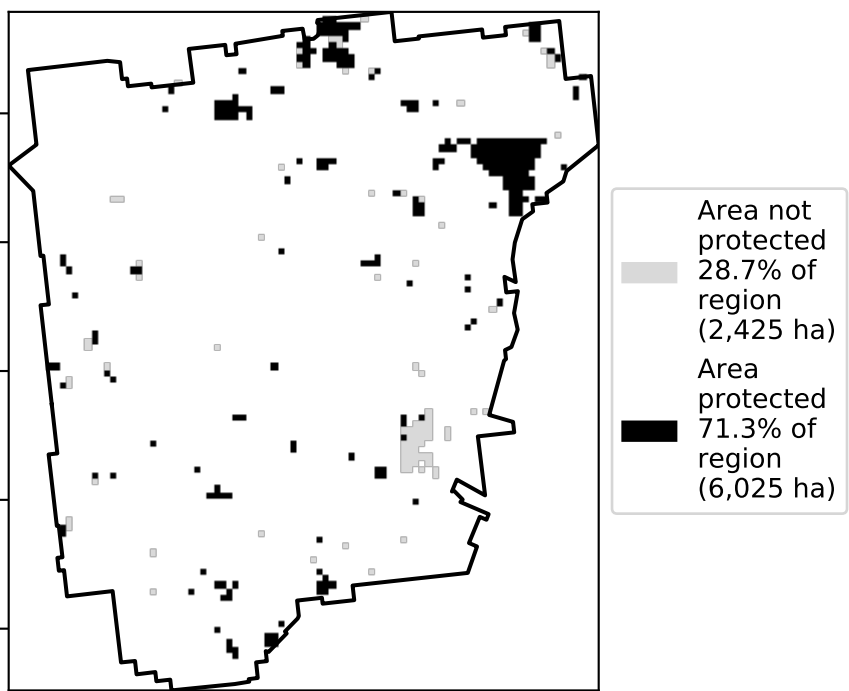 Area not
protected
28.7% of
region
(2,425 ha)
Area
protected
71.3% of
region
(6,025 ha)